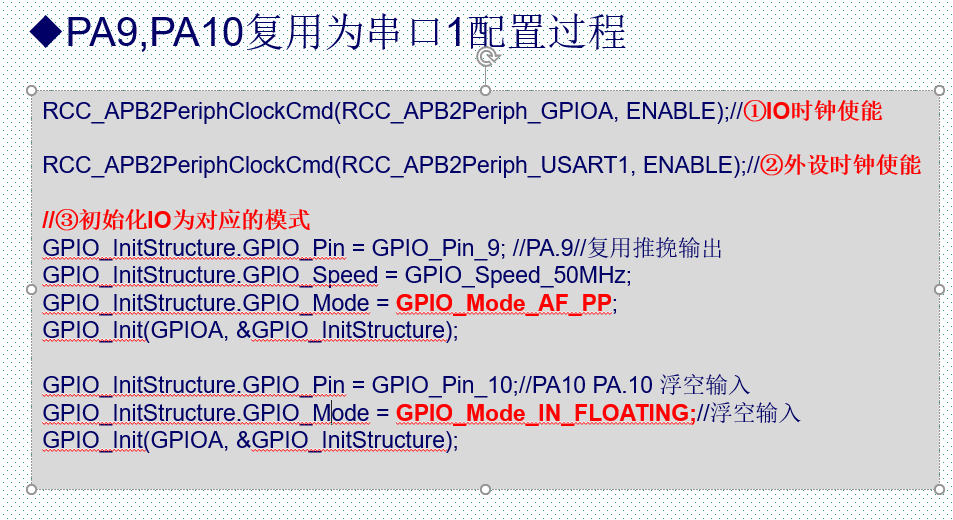 ◆PA9,PA10复用为串口1配置过程
RCC_APB2PeriphClockCmd(RCC_APB2Periph_GPIOA, ENABLE);//①IO时钟使能
RCC_APB2PeriphClockCmd(RCC_APB2Periph_USART1, ENABLE);//②外设时钟使能
//③初始化IO为对应的模式
GPIO_InitStructure.GPIO_Pin = GPIO_Pin_9; //PA.9//复用推挽输出
GPIO_InitStructure.GPIO_Speed = GPIO_Speed_50MHz;
GPIO_InitStructure.GPIO_Mode = GPIO_Mode_AF_PP;
GPIO_Init(GPIOA, &GPIO_InitStructure);
GPIO_InitStructure.GPIO_Pin = GPIO_Pin_10;//PA10 PA.10 浮空输入
GPIO_InitStructure.GPIO_Mode = GPIO_Mode_IN_FLOATING;//浮空输入
GPIO_Init(GPIOA, &GPIO_InitStructure);